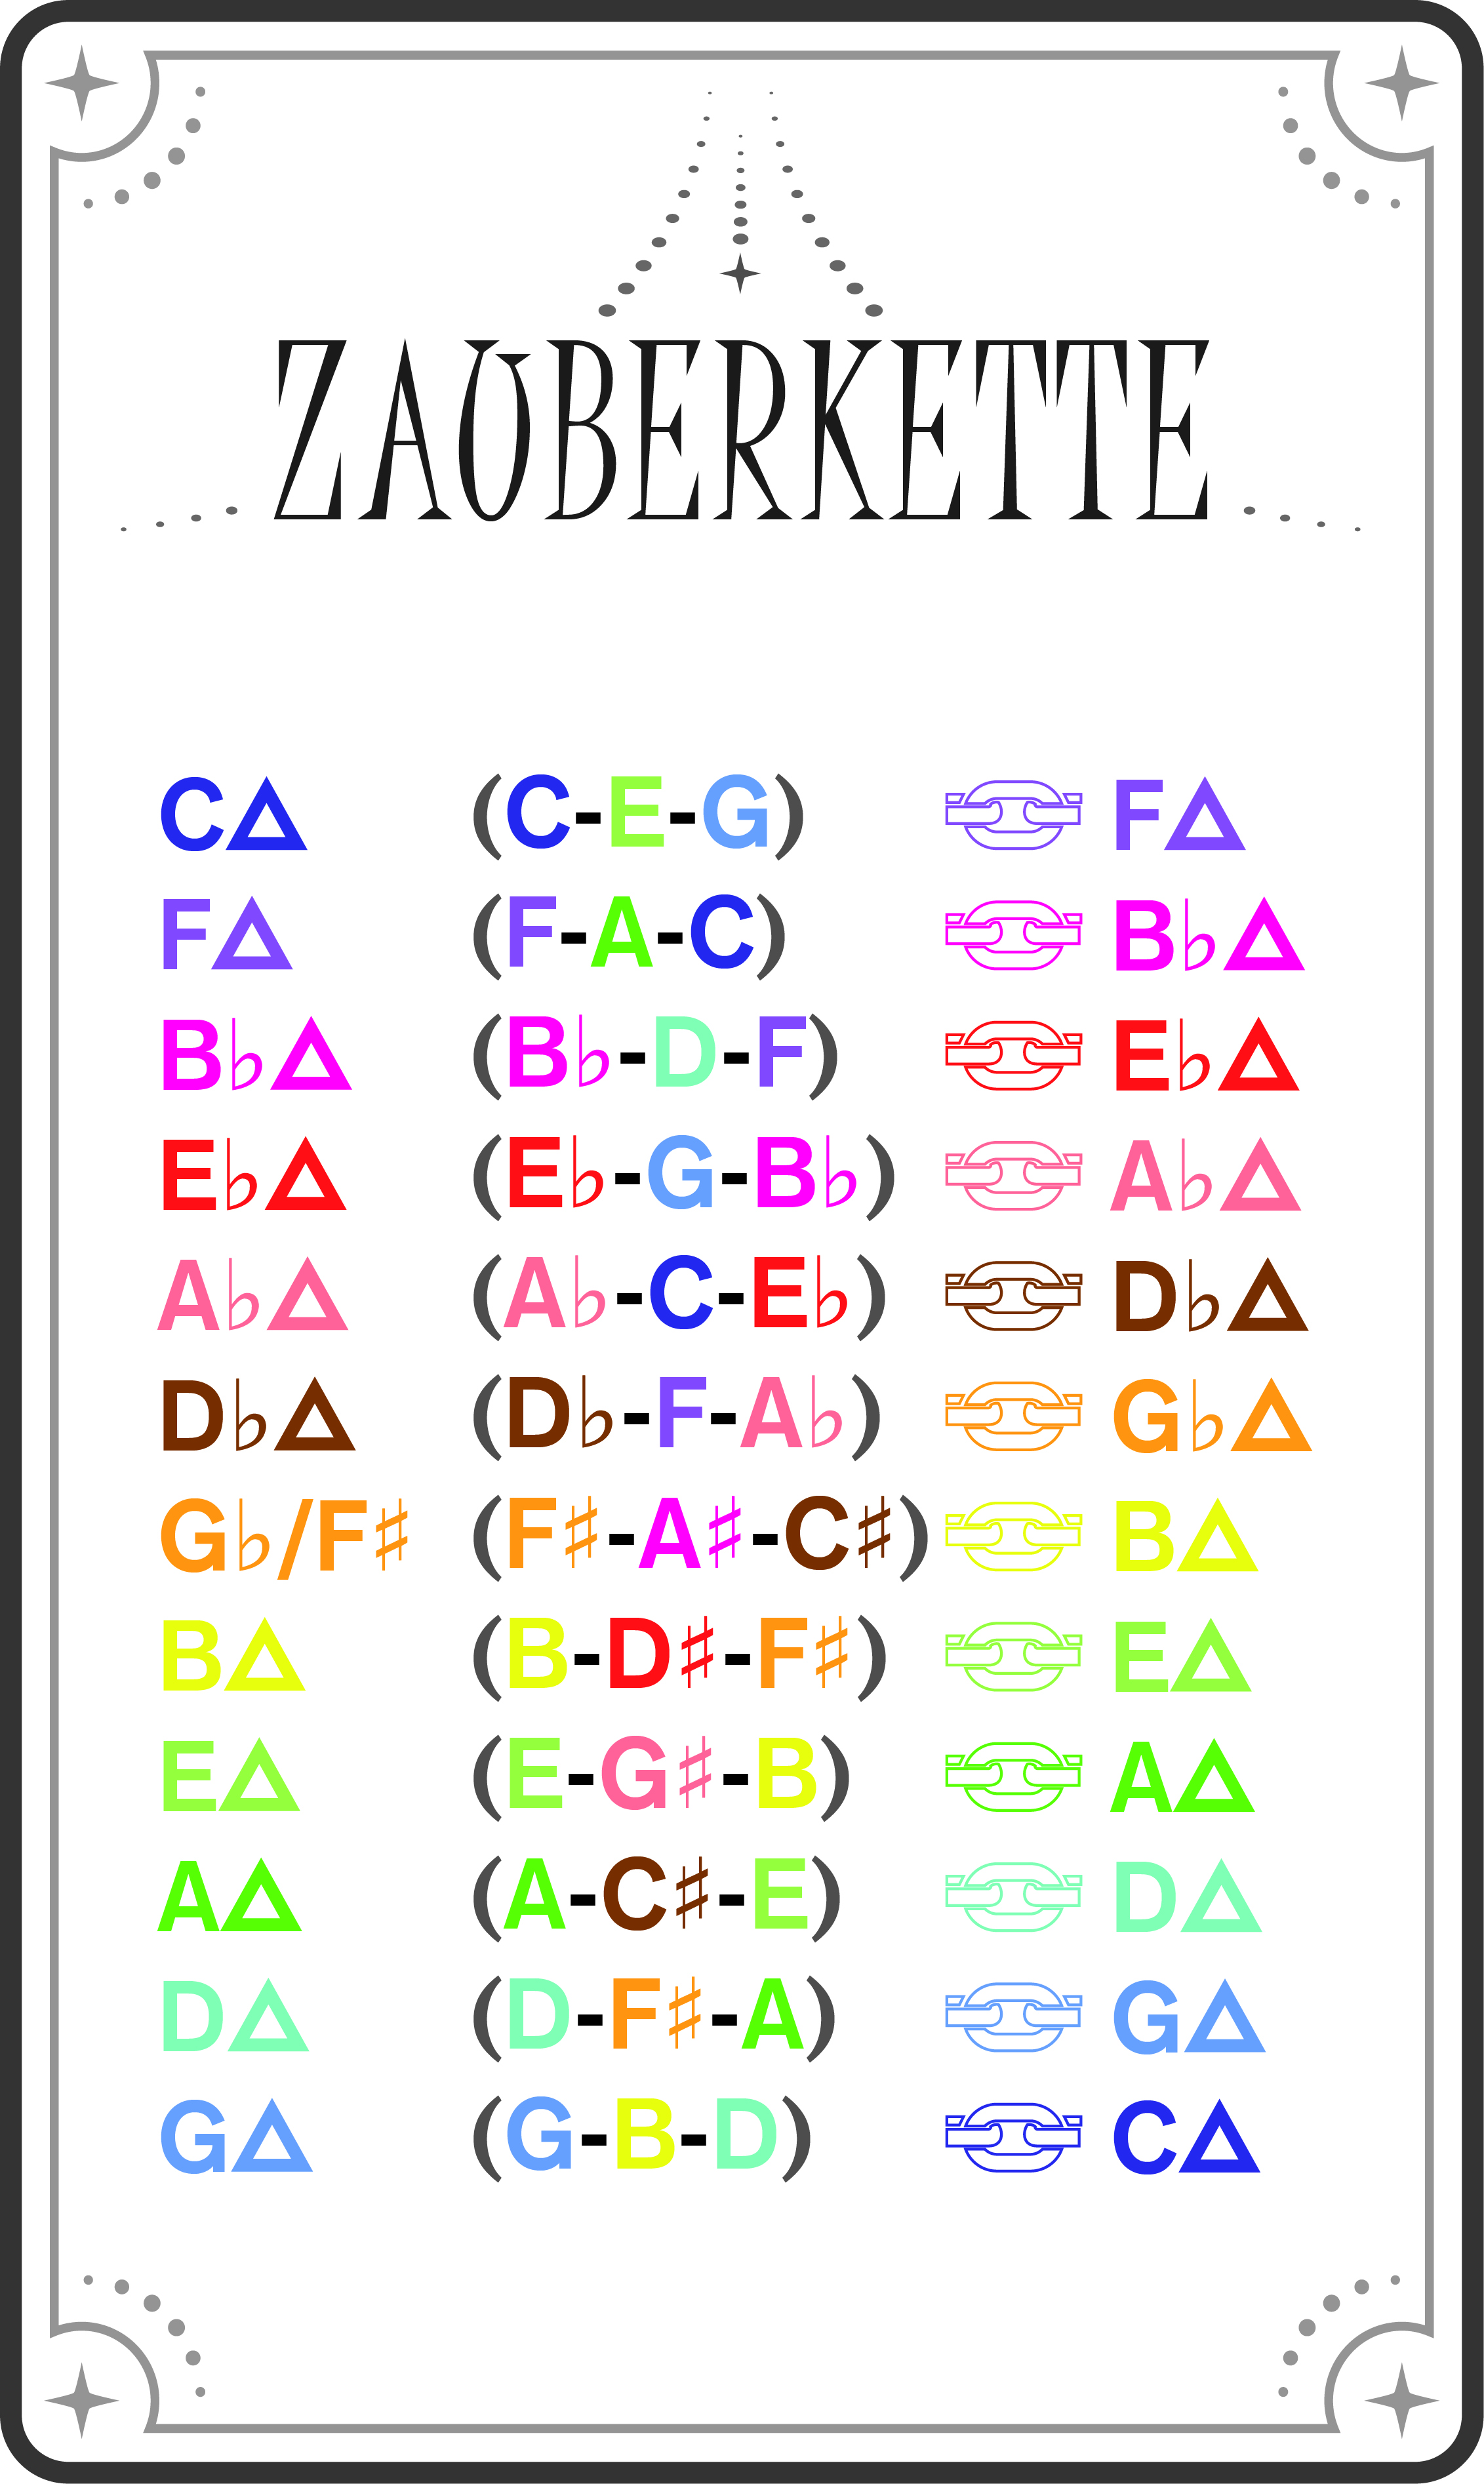 ZAUBERKETTE
C△ (C-E-G) F△
F△ (F-A-C) B♭△
B♭△ (B♭-D-F) E♭△
E♭△ (E♭-G-B♭) A♭△
A♭△ (A♭-C-E♭) D♭△
D♭△ (D♭-F-A♭) G♭△
G♭/F♯ (F♯-A♯-C♯) B△
B△ (B-D♯-F♯) E△
E△ (E-G♯-B) A△
A△ (A-C♯-E) D△
D△ (D-F♯-A) G△
G△ (G-B-D) C△